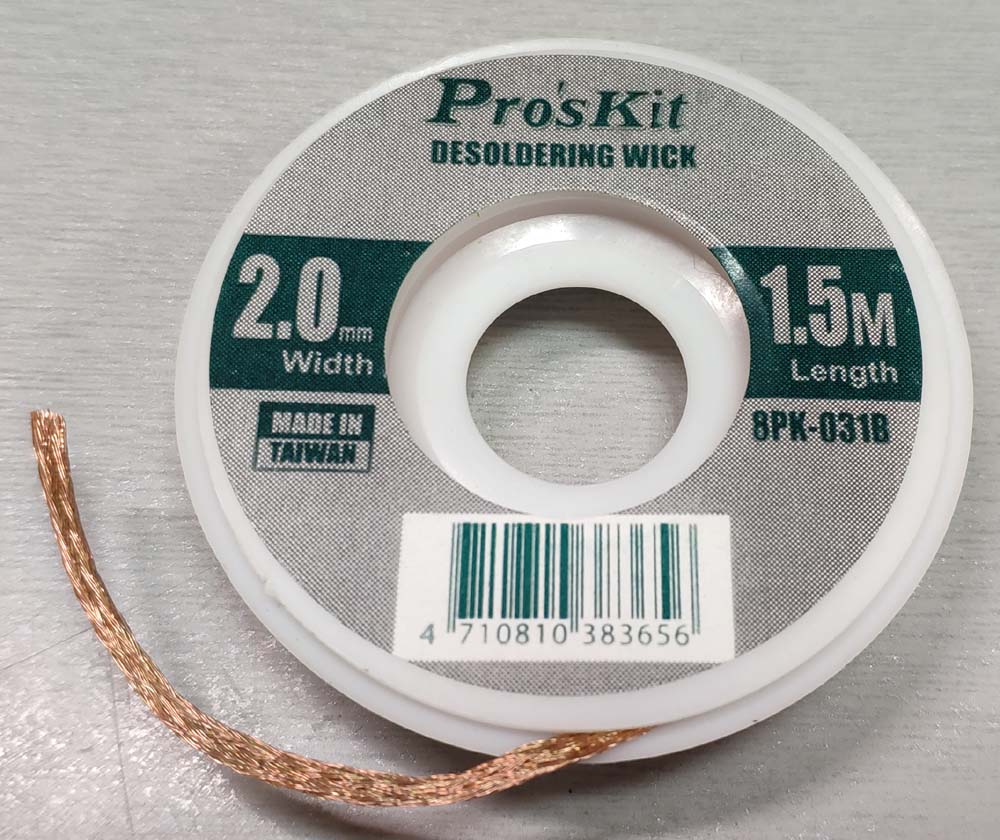 Pro'sKit
DESOLDERING WICK
2.0mm
Width
1.5M
Length
8PK-031B
MADE IN
TAIWAN
4 710810 383656